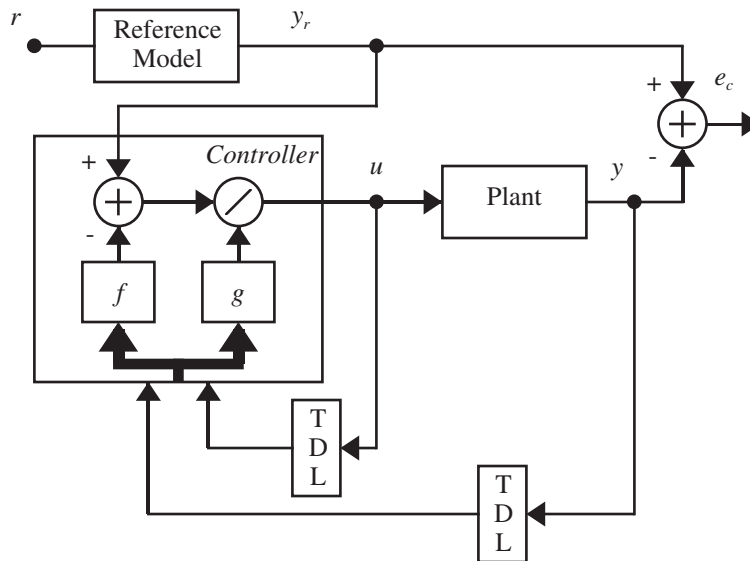 r
Reference
Model
y_r
e_c
+
-
Controller
+
-
u
y
Plant
f
g
T
D
L
T
D
L